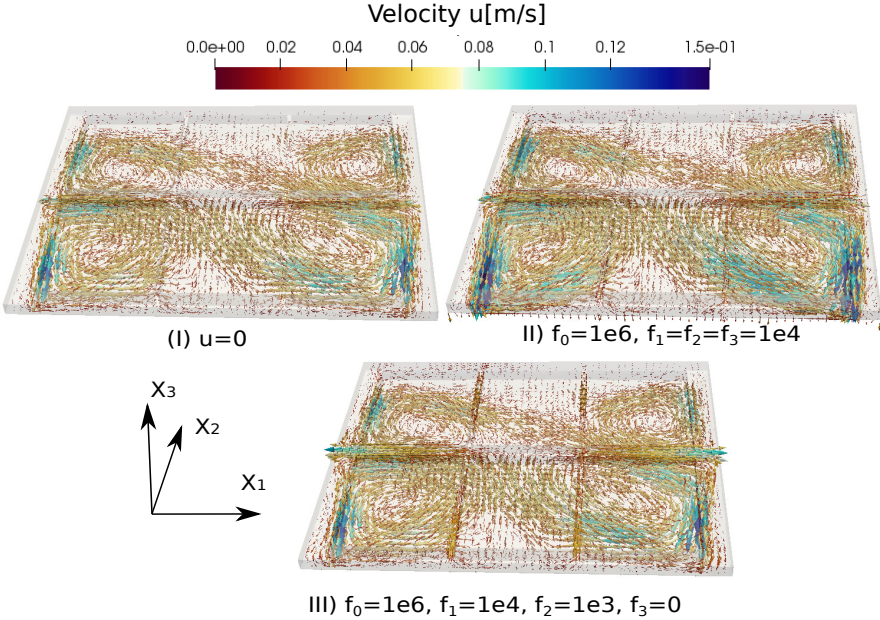 Velocity u[m/s]
0.0e+00 0.02 0.04 0.06 0.08 0.1 0.12 1.5e-01
(I) u=0
II) f₀=1e6, f₁=f₂=f₃=1e4
X₃
X₂
X₁
III) f₀=1e6, f₁=1e4, f₂=1e3, f₃=0